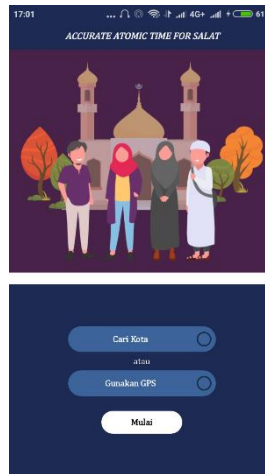 17:01 ... 4G+ 61
ACCURATE ATOMIC TIME FOR SALAT
Cari Kota
atau
Gunakan GPS
Mulai